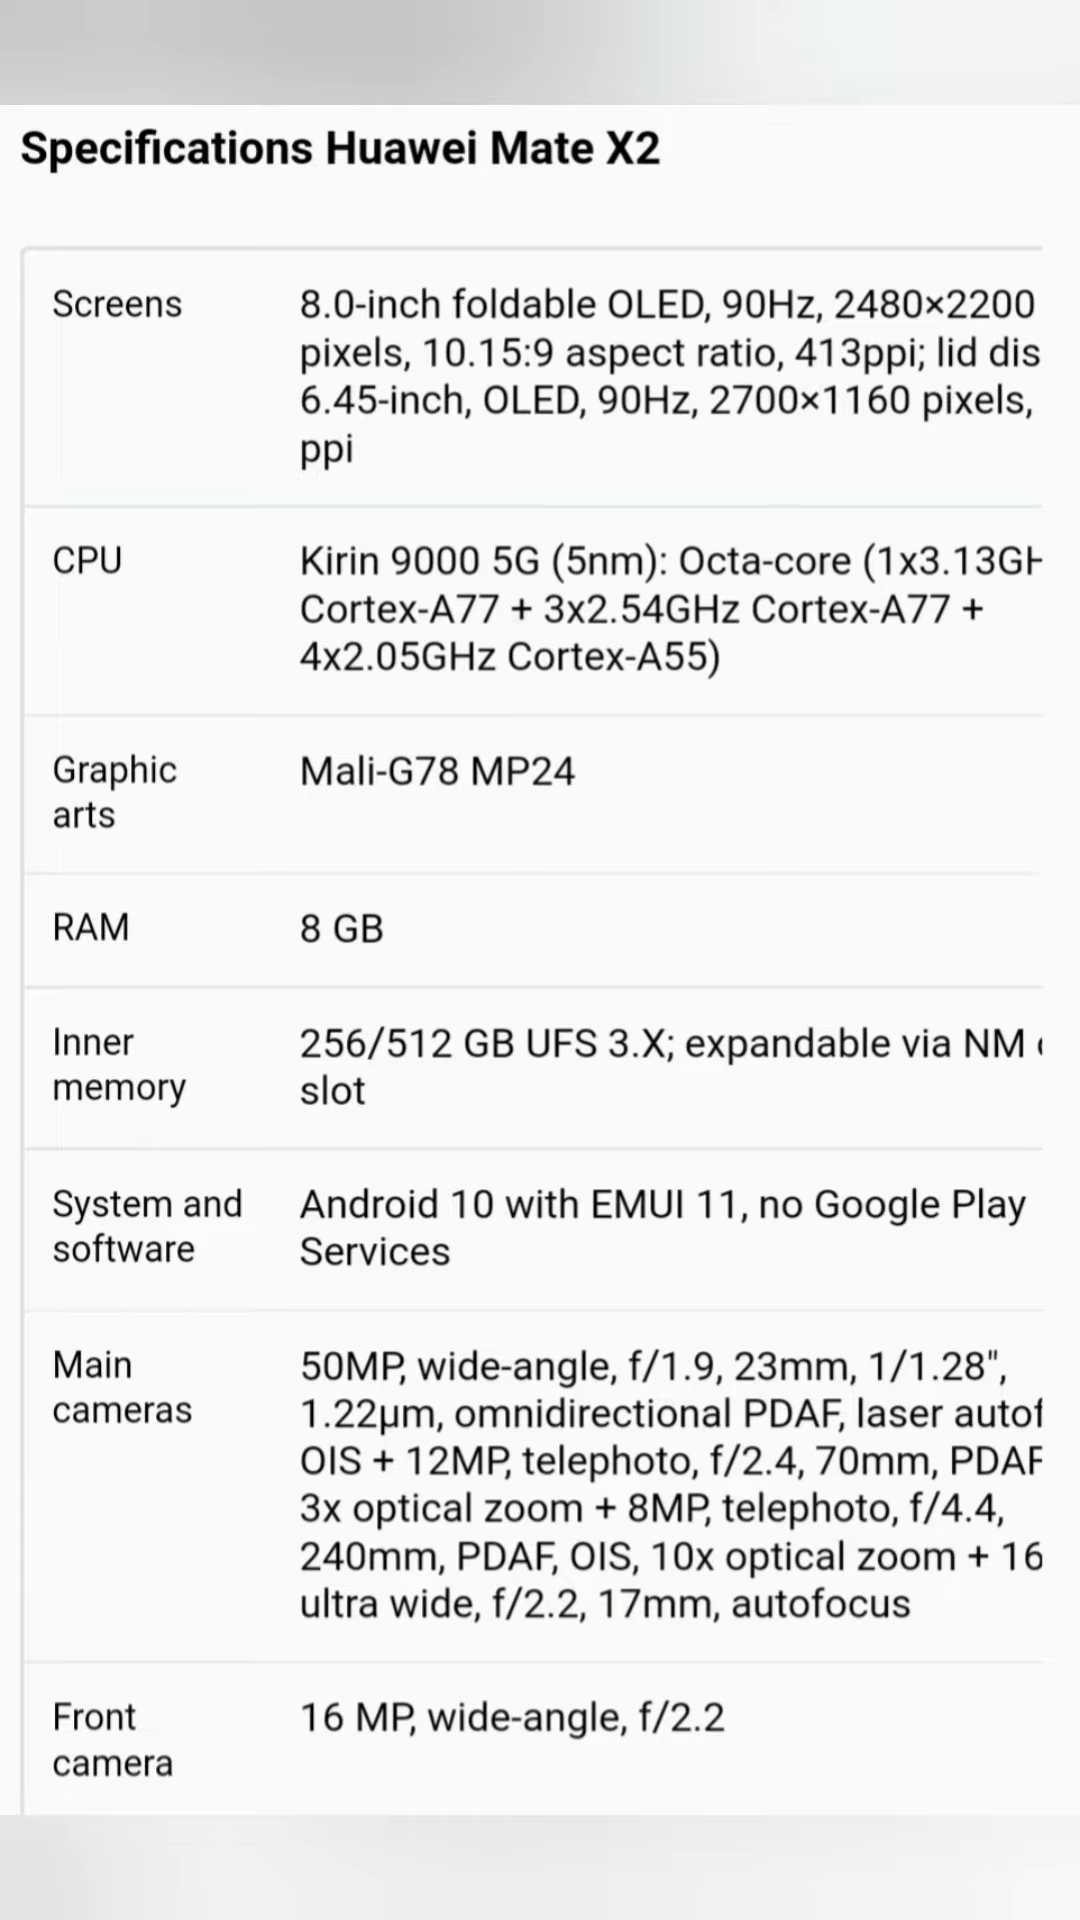 Specifications Huawei Mate X2
Screens
8.0-inch foldable OLED, 90Hz, 2480×2200
pixels, 10.15:9 aspect ratio, 413ppi; lid dis
6.45-inch, OLED, 90Hz, 2700×1160 pixels,
ppi
CPU
Kirin 9000 5G (5nm): Octa-core (1x3.13GH
Cortex-A77 + 3x2.54GHz Cortex-A77 +
4x2.05GHz Cortex-A55)
Graphic
arts
Mali-G78 MP24
RAM
8 GB
Inner
memory
256/512 GB UFS 3.X; expandable via NM
slot
System and
software
Android 10 with EMUI 11, no Google Play
Services
Main
cameras
50MP, wide-angle, f/1.9, 23mm, 1/1.28",
1.22µm, omnidirectional PDAF, laser autof
OIS + 12MP, telephoto, f/2.4, 70mm, PDAF
3x optical zoom + 8MP, telephoto, f/4.4,
240mm, PDAF, OIS, 10x optical zoom + 16
ultra wide, f/2.2, 17mm, autofocus
Front
camera
16 MP, wide-angle, f/2.2